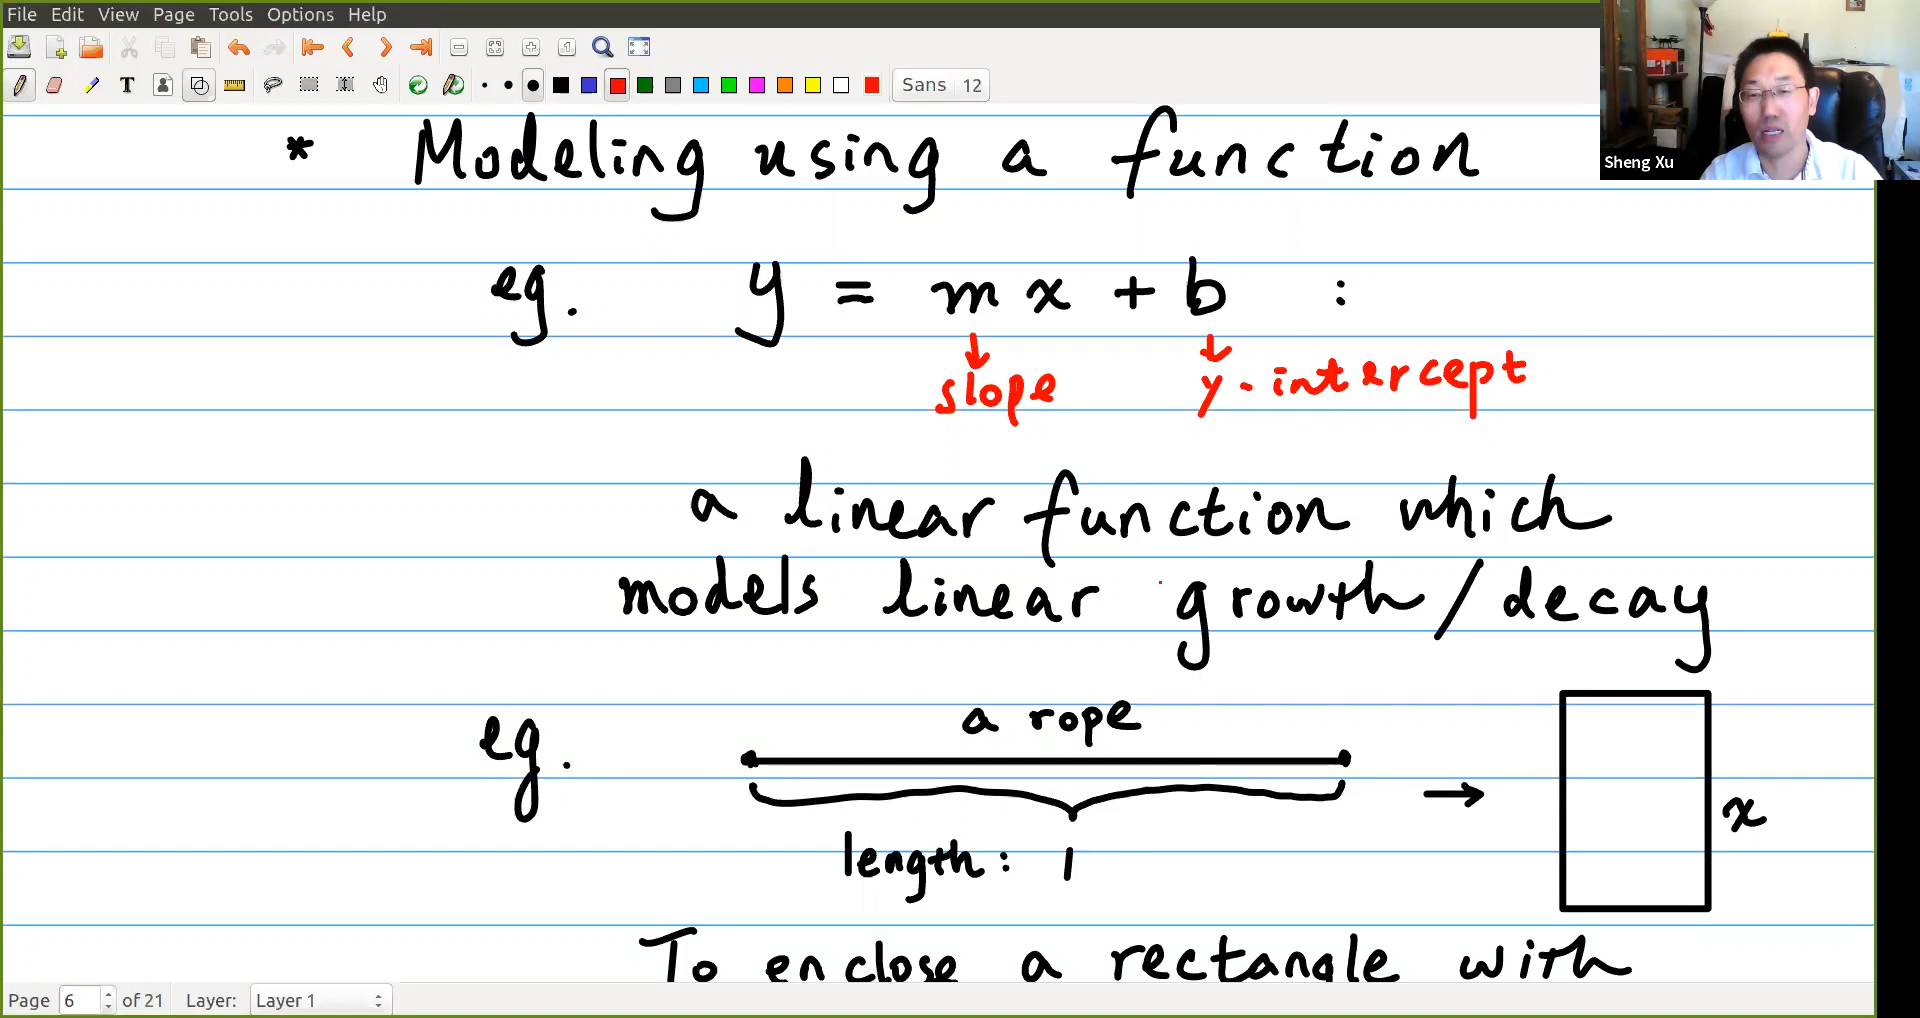 File Edit View Page Tools Options Help
Sans 12
Sheng Xu
* Modeling using a function
eg. y = mx + b :
slope y-intercept
a linear function which
models linear growth/decay
eg. a rope
x
length: 1
To enclose a rectangle with
Page 6 of 21 Layer: Layer 1